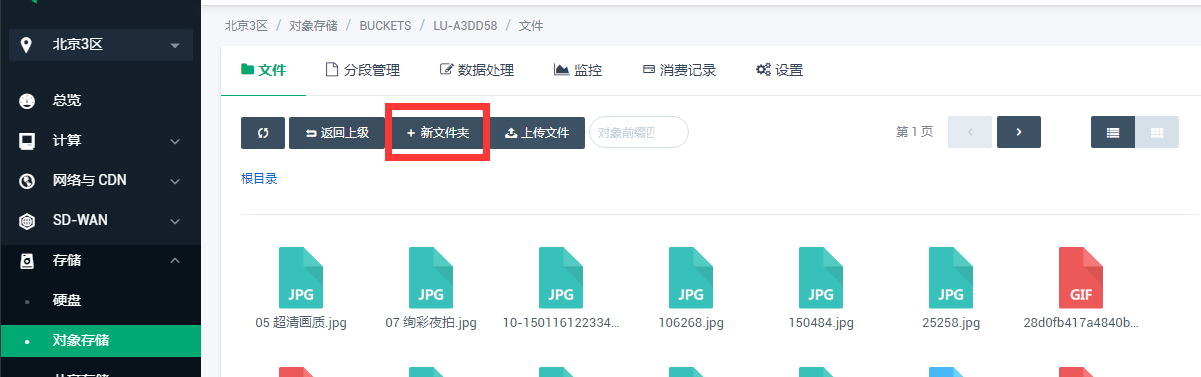 北京3区
总览
计算
网络与 CDN
SD-WAN
存储
硬盘
对象存储
北京3区 / 对象存储 / BUCKETS / LU-A3DD58 / 文件
文件 分段管理 数据处理 监控 消费记录 设置
返回上级 + 新文件夹 上传文件 对象前缀匹 第 1 页
根目录
JPG JPG JPG JPG JPG JPG GIF
05 超清画质.jpg 07 绚彩夜拍.jpg 10-150116122334... 106268.jpg 150484.jpg 25258.jpg 28d0fb417a4840b...